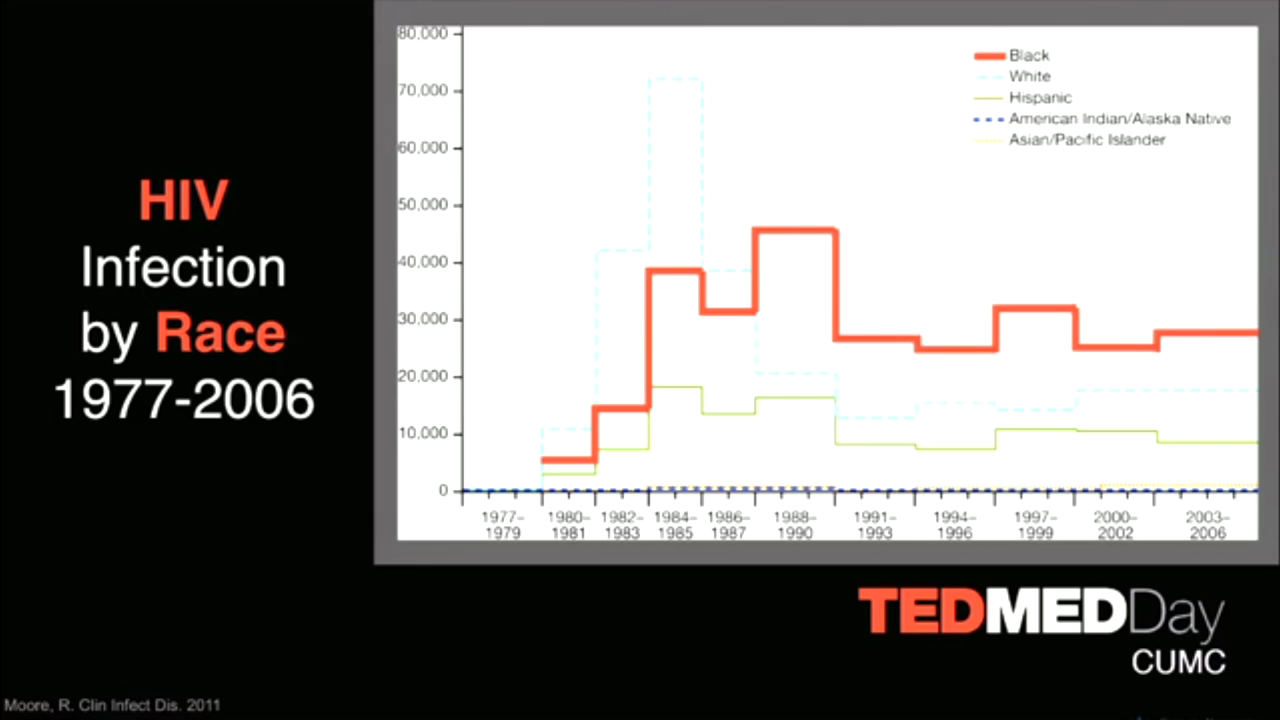 HIV
Infection
by Race
1977-2006
80,000
70,000
60,000
50,000
40,000
30,000
20,000
10,000
0
Black
White
Hispanic
American Indian/Alaska Native
Asian/Pacific Islander
1977–
1979
1980–
1981
1982–
1983
1984–
1985
1986–
1987
1988–
1990
1991–
1993
1994–
1996
1997–
1999
2000–
2002
2003–
2006
TEDMEDDay
CUMC
Moore, R. Clin Infect Dis. 2011